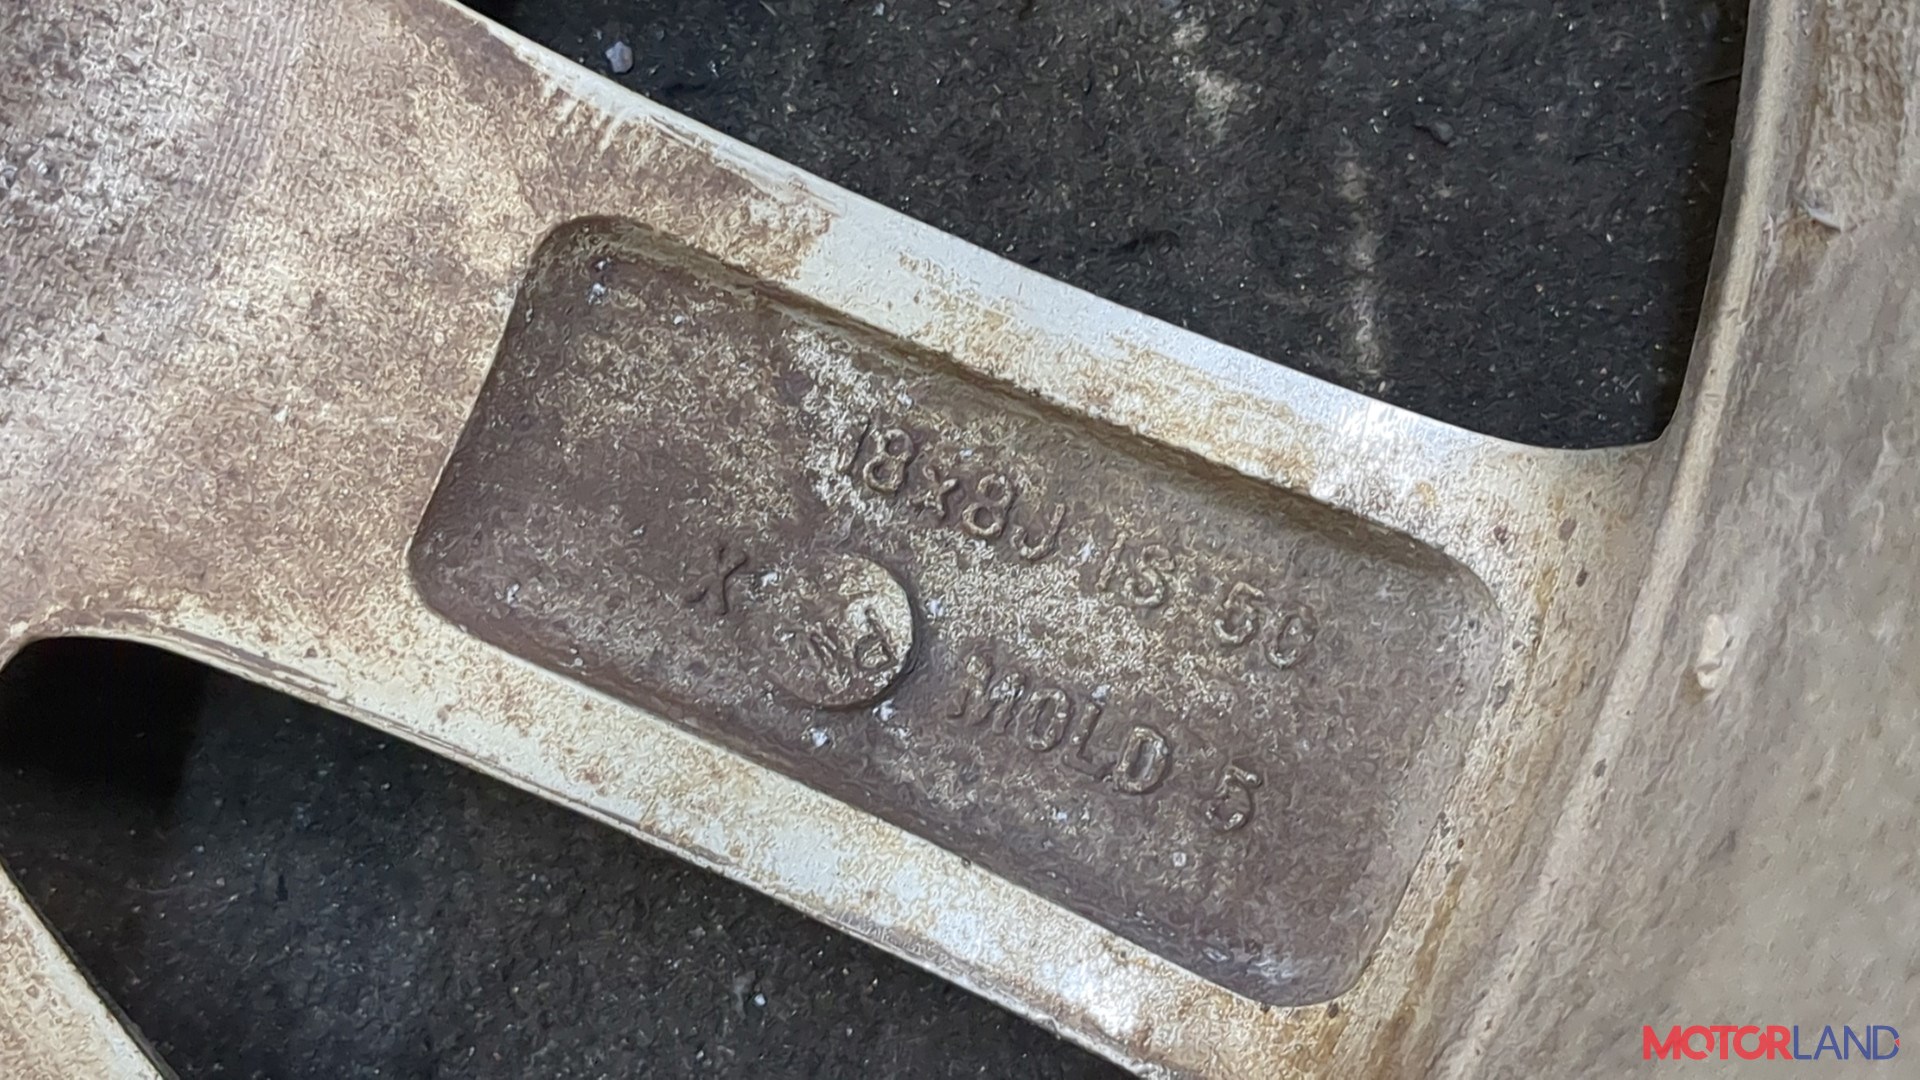 18x8J IS 50
X
MOLD 5
MOTORLAND